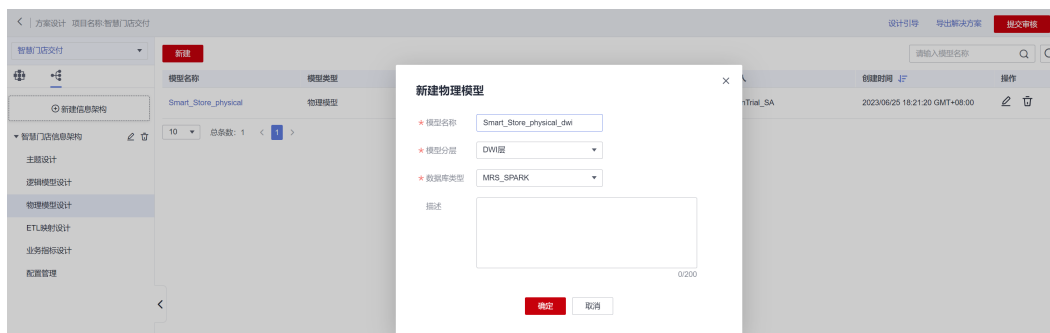 方案设计 项目名称:智慧门店交付 设计引导 导出解决方案 提交审核
智慧门店交付 新建 请输入模型名称
模型名称 模型类型 创建时间 操作
新建信息架构 Smart_Store_physical 物理模型 nTrial_SA 2023/06/25 18:21:20 GMT+08:00
智慧门店信息架构 10 总条数: 1 1
主题设计
逻辑模型设计
物理模型设计
ETL映射设计
业务指标设计
配置管理
新建物理模型
* 模型名称 Smart_Store_physical_dwi
* 模型分层 DWI层
* 数据库类型 MRS_SPARK
描述
0/200
确定 取消